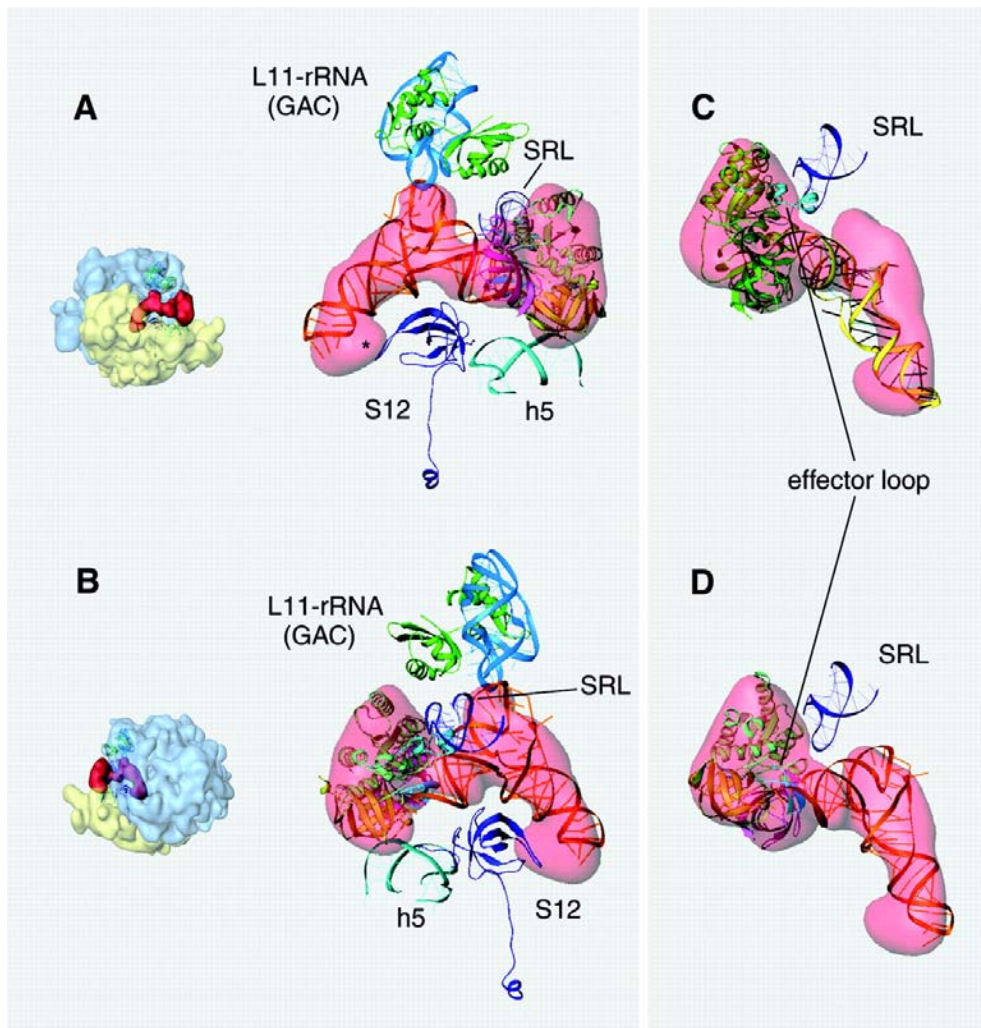 A
L11-rRNA
(GAC)
SRL
*
S12
h5
C
SRL
effector loop
B
L11-rRNA
(GAC)
SRL
h5
S12
D
SRL